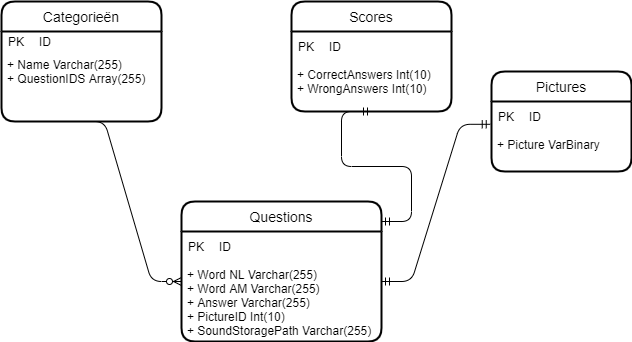 Categorieën
PK ID
+ Name Varchar(255)
+ QuestionIDS Array(255)
Scores
PK ID
+ CorrectAnswers Int(10)
+ WrongAnswers Int(10)
Pictures
PK ID
+ Picture VarBinary
Questions
PK ID
+ Word NL Varchar(255)
+ Word AM Varchar(255)
+ Answer Varchar(255)
+ PictureID Int(10)
+ SoundStoragePath Varchar(255)